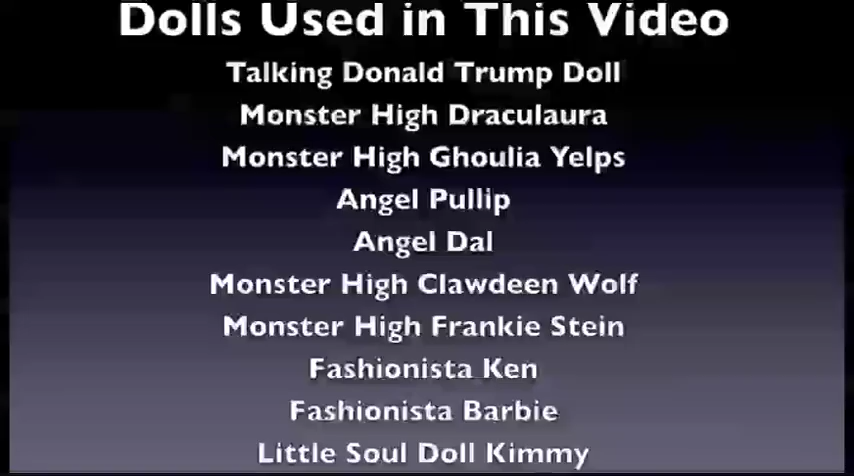 Dolls Used in This Video
Talking Donald Trump Doll
Monster High Draculaura
Monster High Ghoulia Yelps
Angel Pullip
Angel Dal
Monster High Clawdeen Wolf
Monster High Frankie Stein
Fashionista Ken
Fashionista Barbie
Little Soul Doll Kimmy